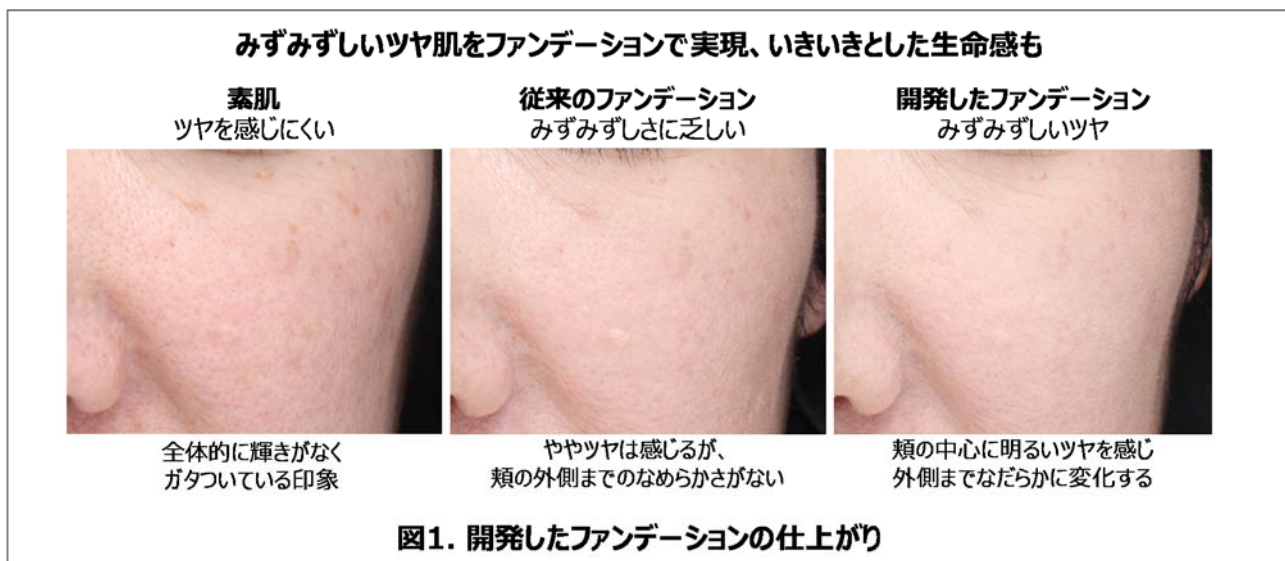 みずみずしいツヤ肌をファンデーションで実現、いきいきとした生命感も
素肌
ツヤを感じにくい
従来のファンデーション
みずみずしさに乏しい
開発したファンデーション
みずみずしいツヤ
全体的に輝きがなく
ガタついている印象
ややツヤは感じるが、
頬の外側までのなめらかさがない
頬の中心に明るいツヤを感じ
外側までなだらかに変化する
図1. 開発したファンデーションの仕上がり